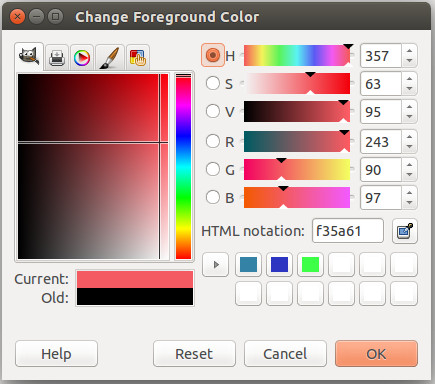 Change Foreground Color
H 357
S 63
V 95
R 243
G 90
B 97
HTML notation: f35a61
Current:
Old:
Help Reset Cancel OK